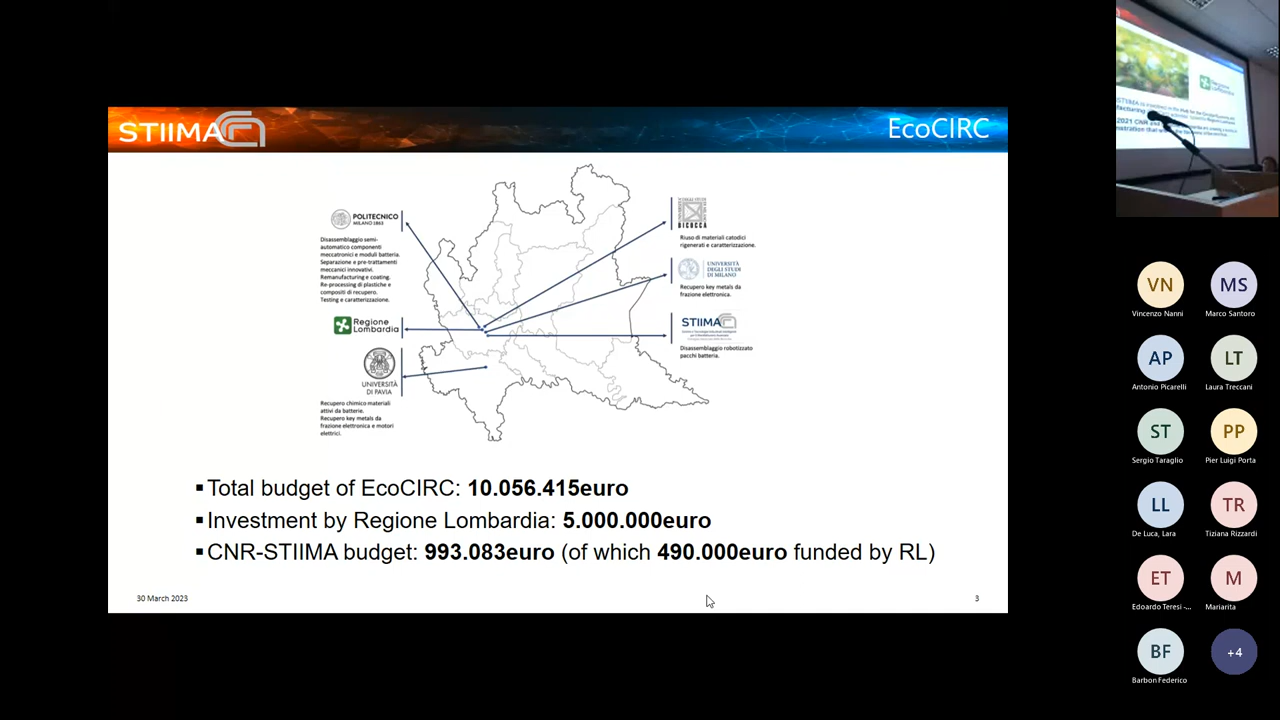 STIIMA
EcoCIRC
POLITECNICO
MILANO 1863
Disassemblaggio semi-
automatico componenti
meccatronici e moduli batteria.
Separazione e pre-trattamenti
meccanici innovativi.
Remanufacturing e coating.
Re-processing di plastiche e
compositi di recupero.
Testing e caratterizzazione.
Regione
Lombardia
UNIVERSITÀ
DI PAVIA
Recupero chimico materiali
attivi da batterie.
Recupero key metals da
frazione elettronica e motori
elettrici.
BICOCCA
Riuso di materiali catodici
rigenerati e caratterizzazione.
UNIVERSITÀ
DEGLI STUDI
DI MILANO
Recupero key metals da
frazione elettronica.
STIIMA
Disassemblaggio robotizzato
pacchi batteria.
▪Total budget of EcoCIRC: 10.056.415euro
▪Investment by Regione Lombardia: 5.000.000euro
▪CNR-STIIMA budget: 993.083euro (of which 490.000euro funded by RL)
30 March 2023
3
Regione
Lombardia
VN
Vincenzo Nanni
MS
Marco Santoro
AP
Antonio Picarelli
LT
Laura Treccani
ST
Sergio Taraglio
PP
Pier Luigi Porta
LL
De Luca, Lara
TR
Tiziana Rizzardi
ET
Edoardo Teresi -...
M
Mariarita
BF
Barbon Federico
+4